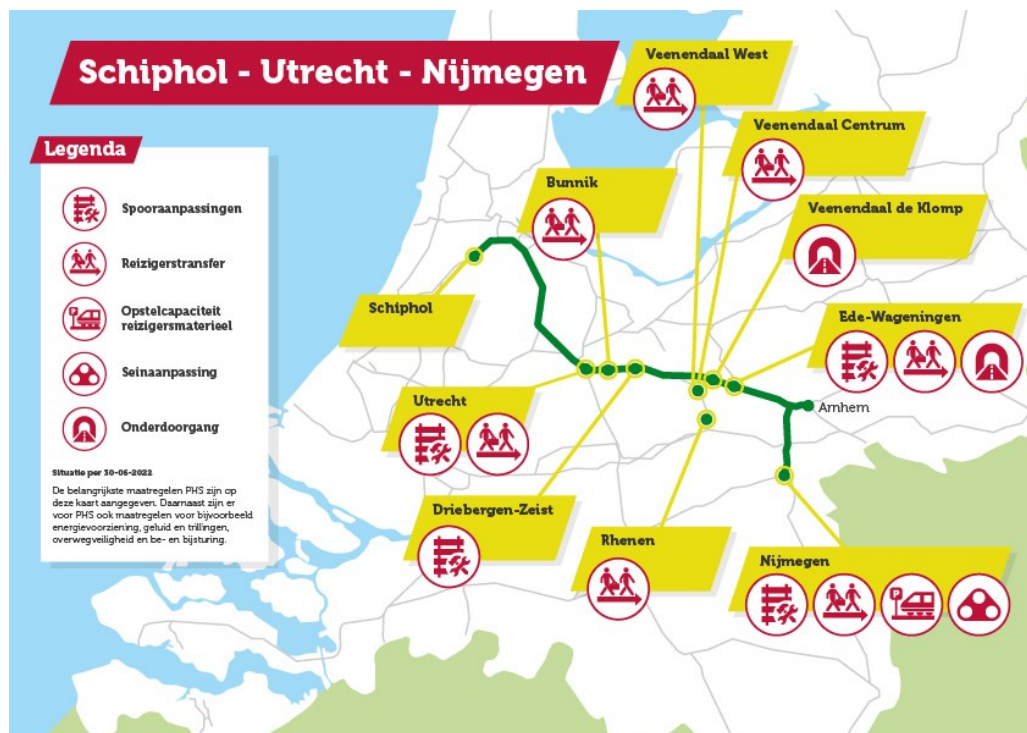 Schiphol - Utrecht - Nijmegen
Legenda
Spooraanpassingen
Reizigerstransfer
Opstelcapaciteit
reizigersmaterieel
Seinaanpassing
Onderdoorgang
Situatie per 30-06-2022
De belangrijkste maatregelen PHS zijn op
deze kaart aangegeven. Daarnaast zijn er
voor PHS ook maatregelen voor bijvoorbeeld
energievoorziening, geluid en trillingen,
overwegveiligheid en be- en bijsturing.
Veenendaal West
Veenendaal Centrum
Bunnik
Veenendaal de Klomp
Schiphol
Ede-Wageningen
Utrecht
Arnhem
Driebergen-Zeist
Rhenen
Nijmegen
P
P